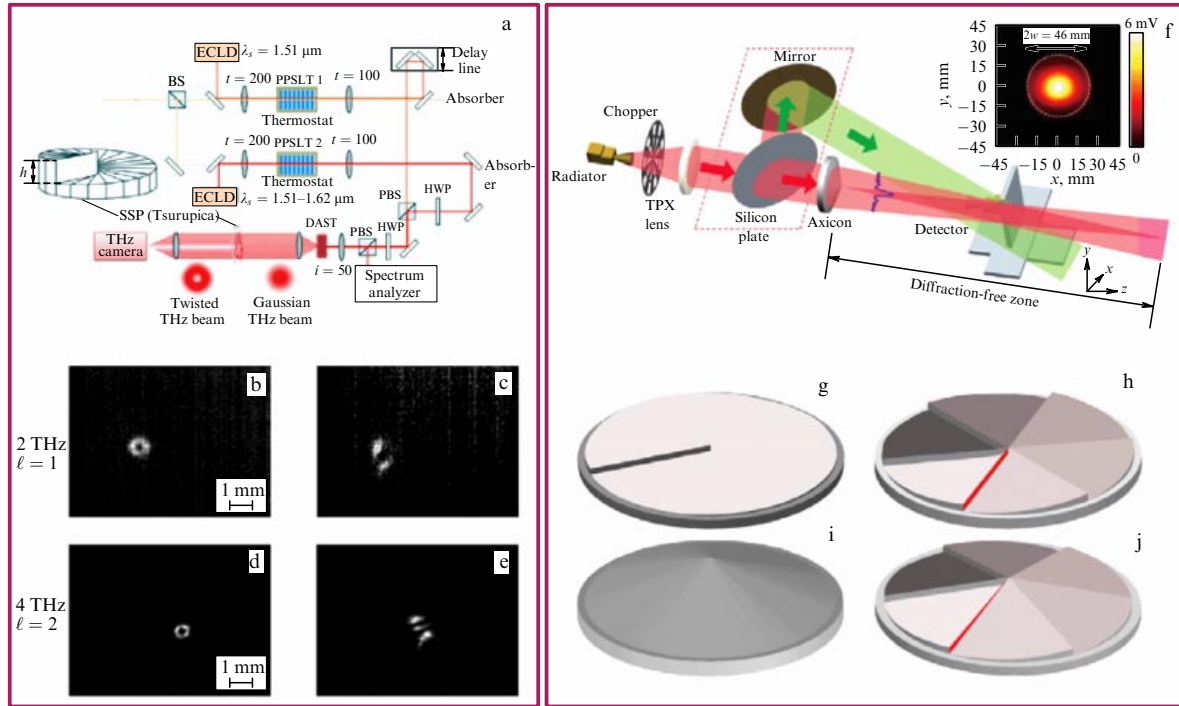 a
ECLD λs = 1.51 μm
Delay
line
BS
t = 200 PPSLT 1 t = 100
Absorber
Thermostat
t = 200 PPSLT 2 t = 100
Absorb-
er
h
Thermostat
ECLD λs = 1.51–1.62 μm
PBS
HWP
SSP (Tsurupica)
DAST
PBS
HWP
THz
camera
i = 50
Spectrum
analyzer
Twisted
THz beam
Gaussian
THz beam
b
c
2 THz
ℓ = 1
1 mm
d
e
4 THz
ℓ = 2
1 mm
f
45
30
15
0
−15
−30
−45
y, mm
2w = 46 mm
6 mV
0
−45
−15 0 15 30 45
x, mm
Mirror
Chopper
Radiator
TPX
lens
Silicon
plate
Axicon
Detector
y
x
z
Diffraction-free zone
g
h
i
j